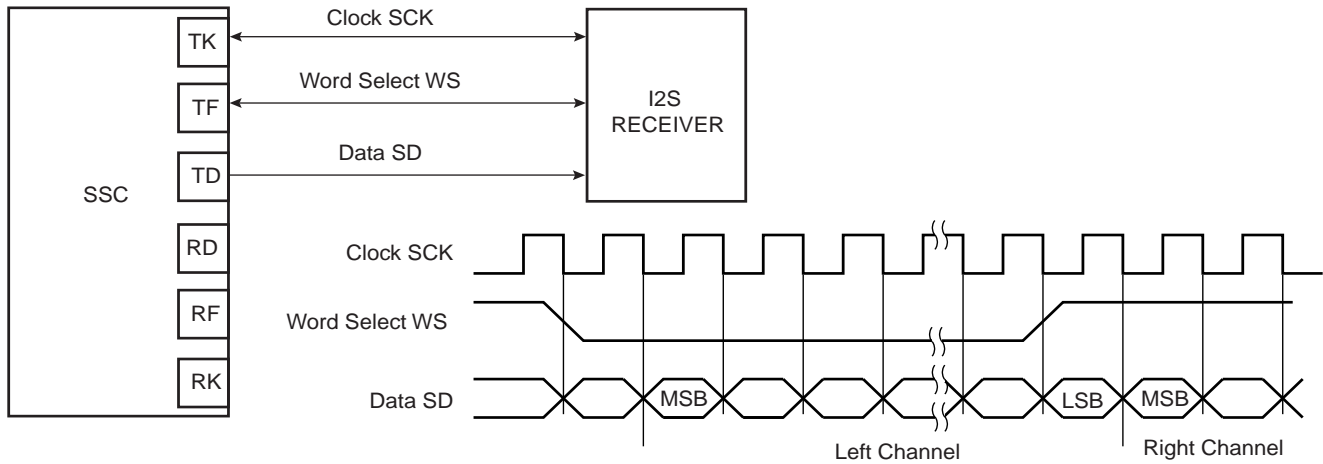 Clock SCK
TK
Word Select WS
TF
I2S
RECEIVER
Data SD
TD
SSC
RD
Clock SCK
RF
Word Select WS
RK
Data SD
MSB
LSB
MSB
Left Channel
Right Channel